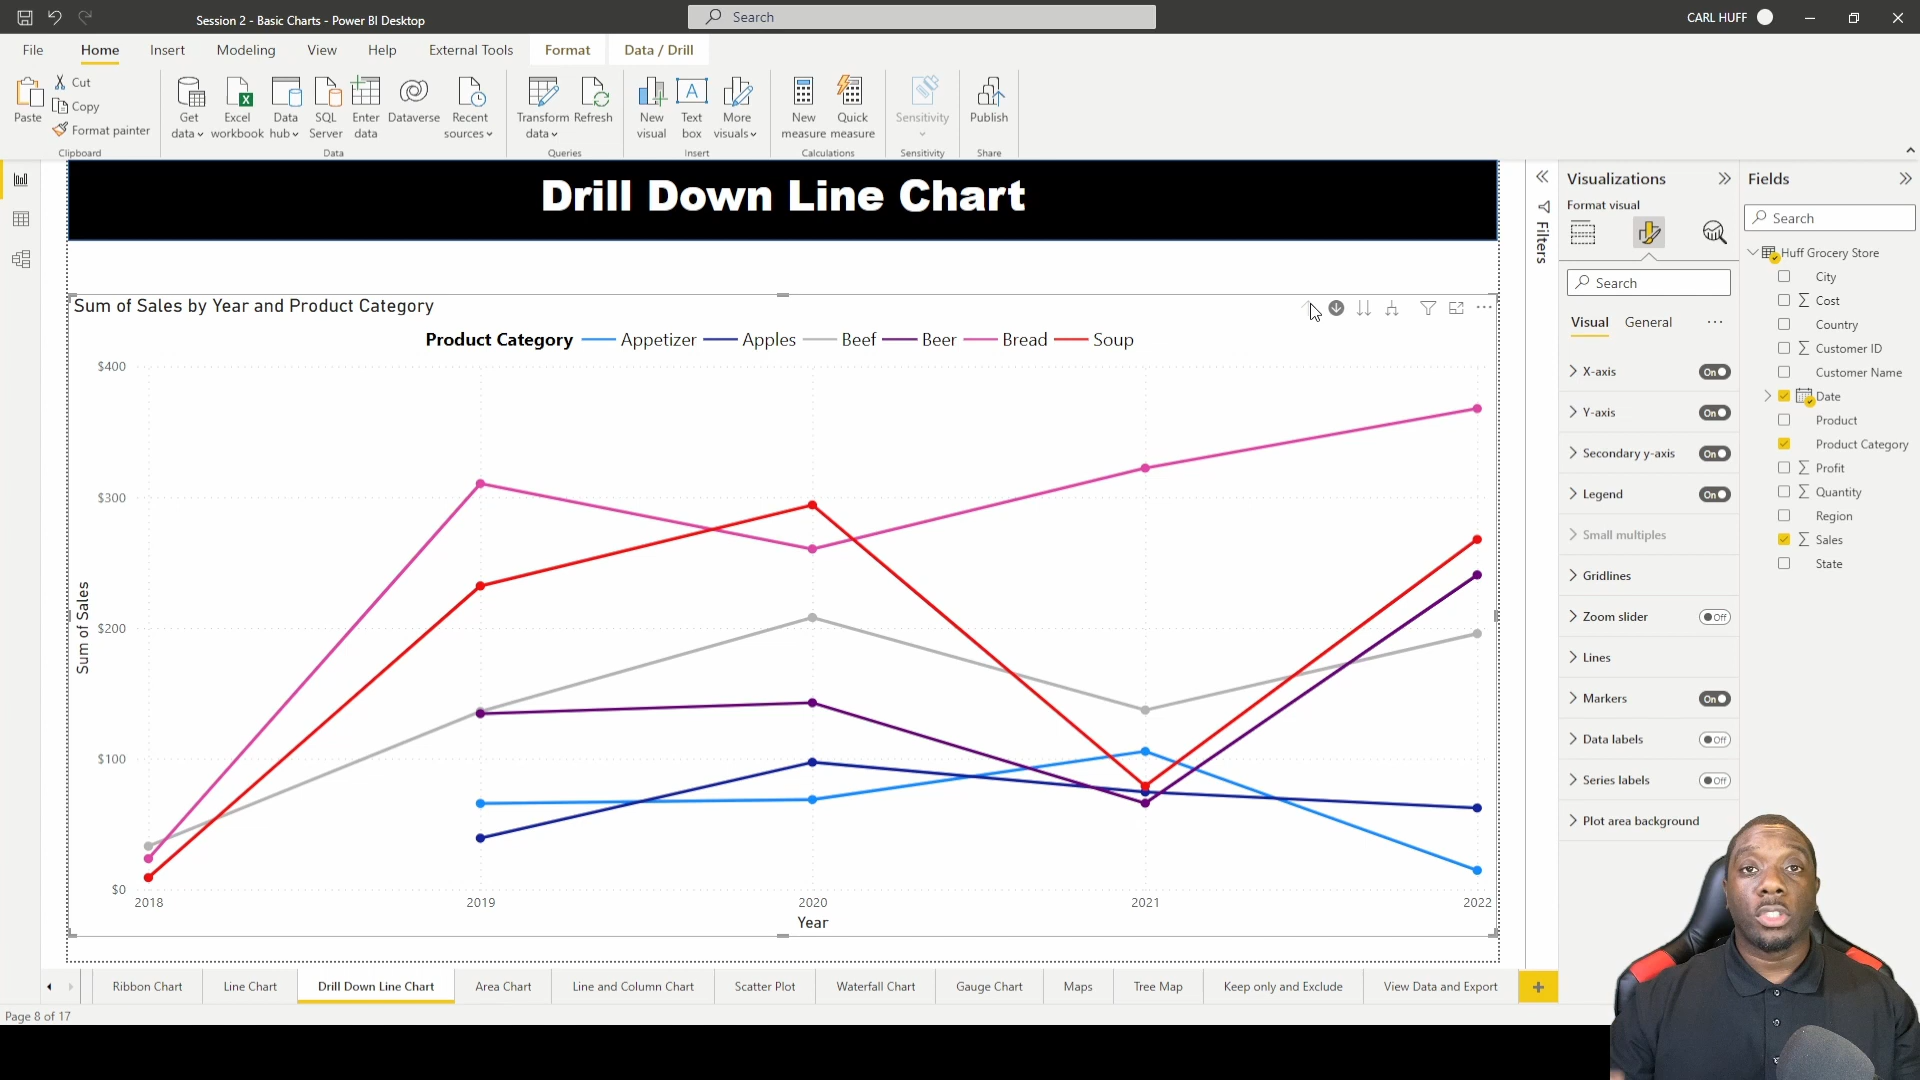 Session 2 - Basic Charts - Power BI Desktop
Search
CARL HUFF
File Home Insert Modeling View Help External Tools Format Data / Drill
Paste
Cut
Copy
Format painter
Get data
Excel workbook
Data hub
SQL Server
Enter data
Dataverse
Recent sources
Transform data
Refresh
New visual
Text box
More visuals
New measure
Quick measure
Sensitivity
Publish
Clipboard Data Queries Insert Calculations Sensitivity Share
Drill Down Line Chart
Sum of Sales by Year and Product Category
Product Category Appetizer Apples Beef Beer Bread Soup
$400
$300
$200
$100
$0
Sum of Sales
2018 2019 2020 2021 2022
Year
Filters
Visualizations
Format visual
Search
Visual General
X-axis On
Y-axis On
Secondary y-axis On
Legend On
Small multiples
Gridlines
Zoom slider Off
Lines
Markers On
Data labels Off
Series labels Off
Plot area background
Fields
Search
Huff Grocery Store
City
Cost
Country
Customer ID
Customer Name
Date
Product
Product Category
Profit
Quantity
Region
Sales
State
Ribbon Chart Line Chart Drill Down Line Chart Area Chart Line and Column Chart Scatter Plot Waterfall Chart Gauge Chart Maps Tree Map Keep only and Exclude View Data and Export
Page 8 of 17